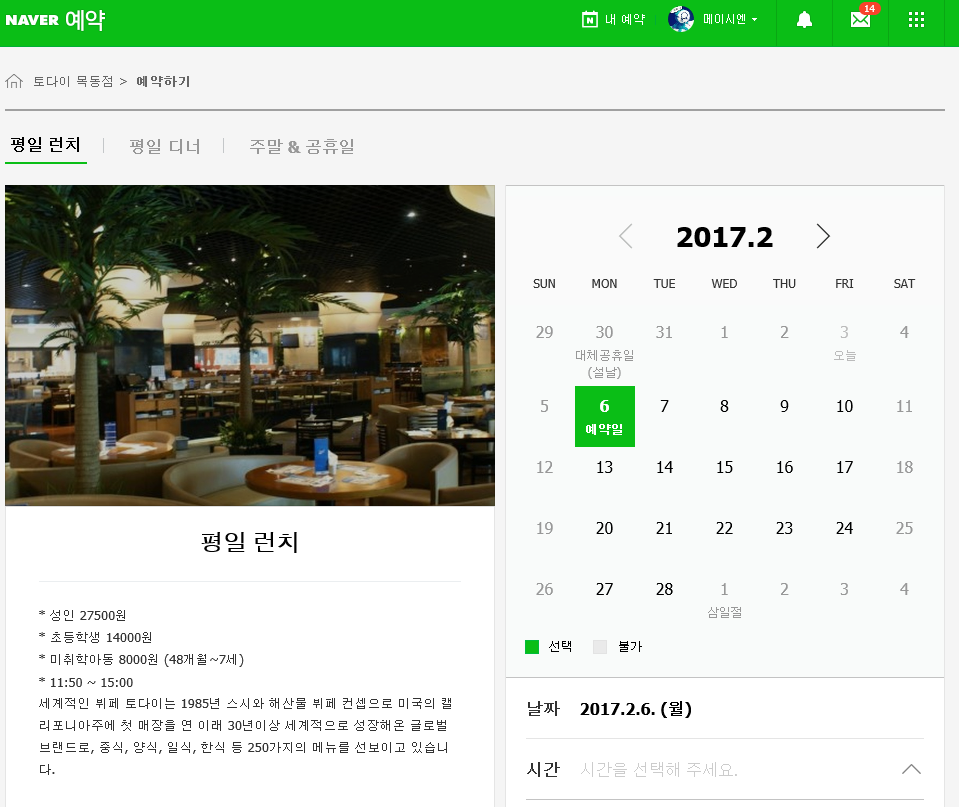 NAVER 예약
내 예약
메이시엔
14
토다이 목동점 > 예약하기
평일 런치
평일 디너
주말 & 공휴일
2017.2
SUN MON TUE WED THU FRI SAT
29 30 31 1 2 3 4
대체공휴일 오늘
(설날)
5 6 7 8 9 10 11
예약일
12 13 14 15 16 17 18
19 20 21 22 23 24 25
26 27 28 1 2 3 4
삼일절
선택 불가
날짜 2017.2.6. (월)
시간 시간을 선택해 주세요.
평일 런치
* 성인 27500원
* 초등학생 14000원
* 미취학아동 8000원 (48개월~7세)
* 11:50 ~ 15:00
세계적인 뷔페 토다이는 1985년 스시와 해산물 뷔페 컨셉으로 미국의 캘
리포니아주에 첫 매장을 연 이래 30년이상 세계적으로 성장해온 글로벌
브랜드로, 중식, 양식, 일식, 한식 등 250가지의 메뉴를 선보이고 있습니
다.